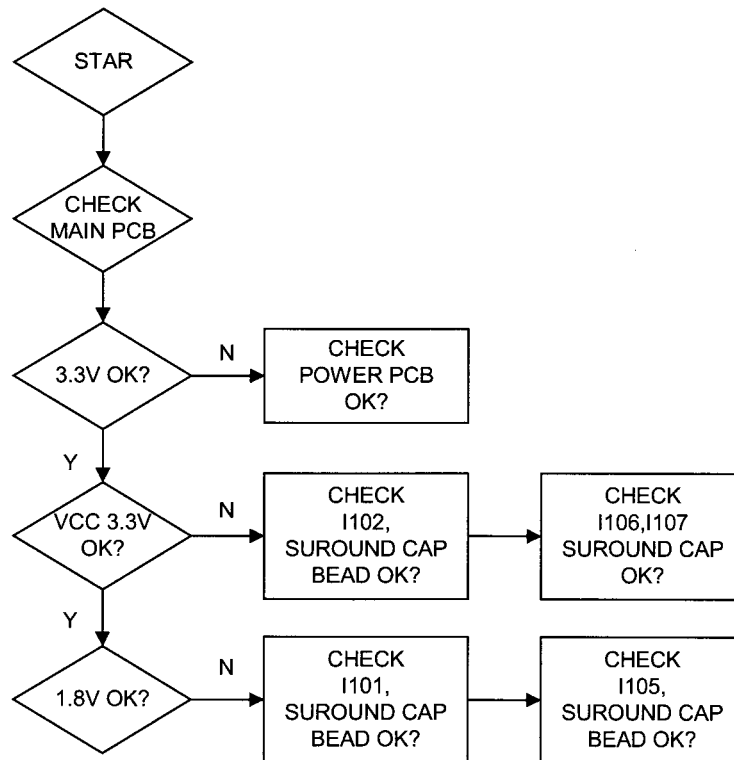 STAR
CHECK
MAIN PCB
3.3V OK?
N
CHECK
POWER PCB
OK?
Y
VCC 3.3V
OK?
N
CHECK
I102,
SUROUND CAP
BEAD OK?
CHECK
I106,I107
SUROUND CAP
OK?
Y
1.8V OK?
N
CHECK
I101,
SUROUND CAP
BEAD OK?
CHECK
I105,
SUROUND CAP
BEAD OK?